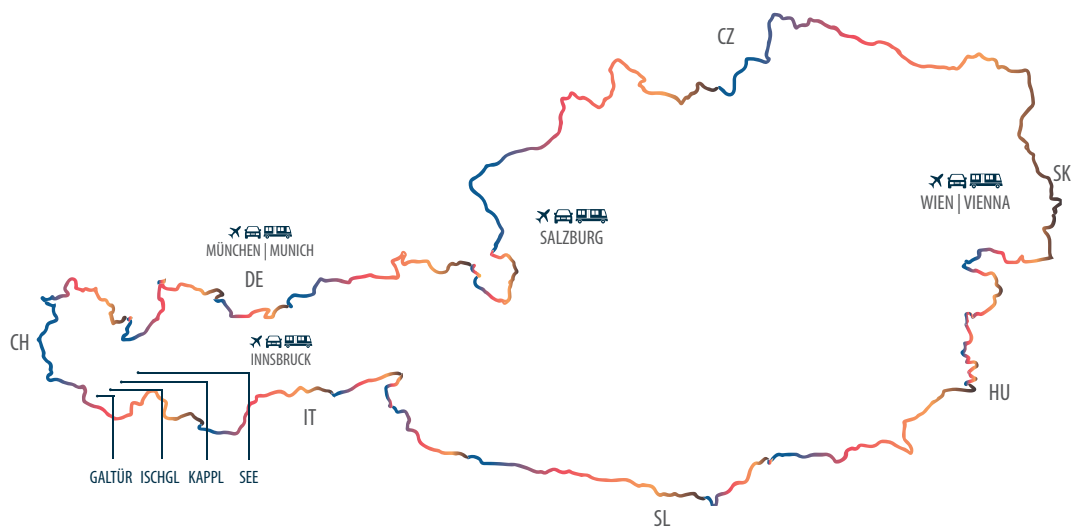 CZ
SK
WIEN | VIENNA
SALZBURG
MÜNCHEN | MUNICH
DE
CH
INNSBRUCK
HU
IT
GALTÜR ISCHGL KAPPL SEE
SL